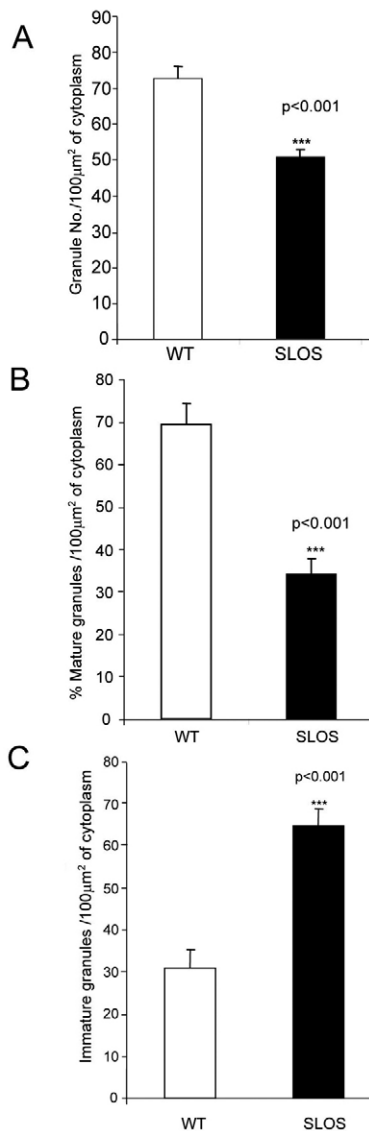 A
Granule No./100μm² of cytoplasm
90
80
70
60
50
40
30
20
10
0
p<0.001
***
WT SLOS
B
% Mature granules /100μm² of cytoplasm
80
70
60
50
40
30
20
10
0
p<0.001
***
WT SLOS
C
Immature granules /100μm² of cytoplasm
80
70
60
50
40
30
20
10
0
p<0.001
***
WT SLOS